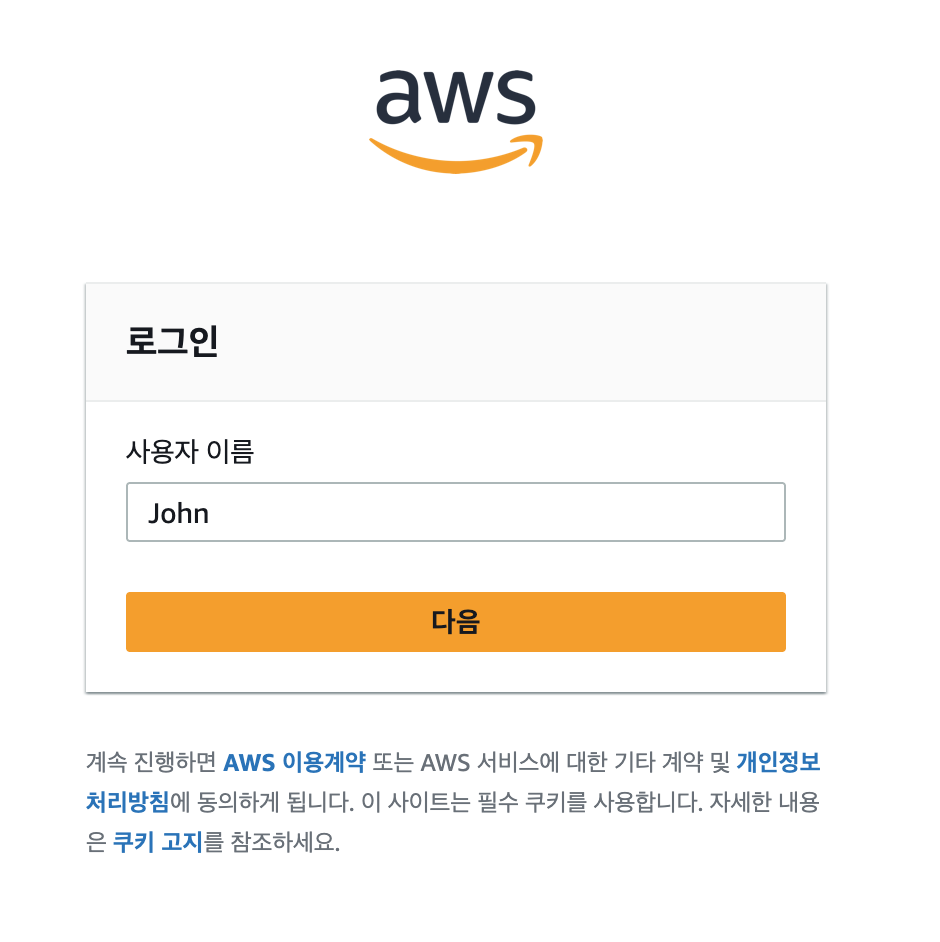 aws
로그인
사용자 이름
John
다음
계속 진행하면 AWS 이용계약 또는 AWS 서비스에 대한 기타 계약 및 개인정보
처리방침에 동의하게 됩니다. 이 사이트는 필수 쿠키를 사용합니다. 자세한 내용
은 쿠키 고지를 참조하세요.